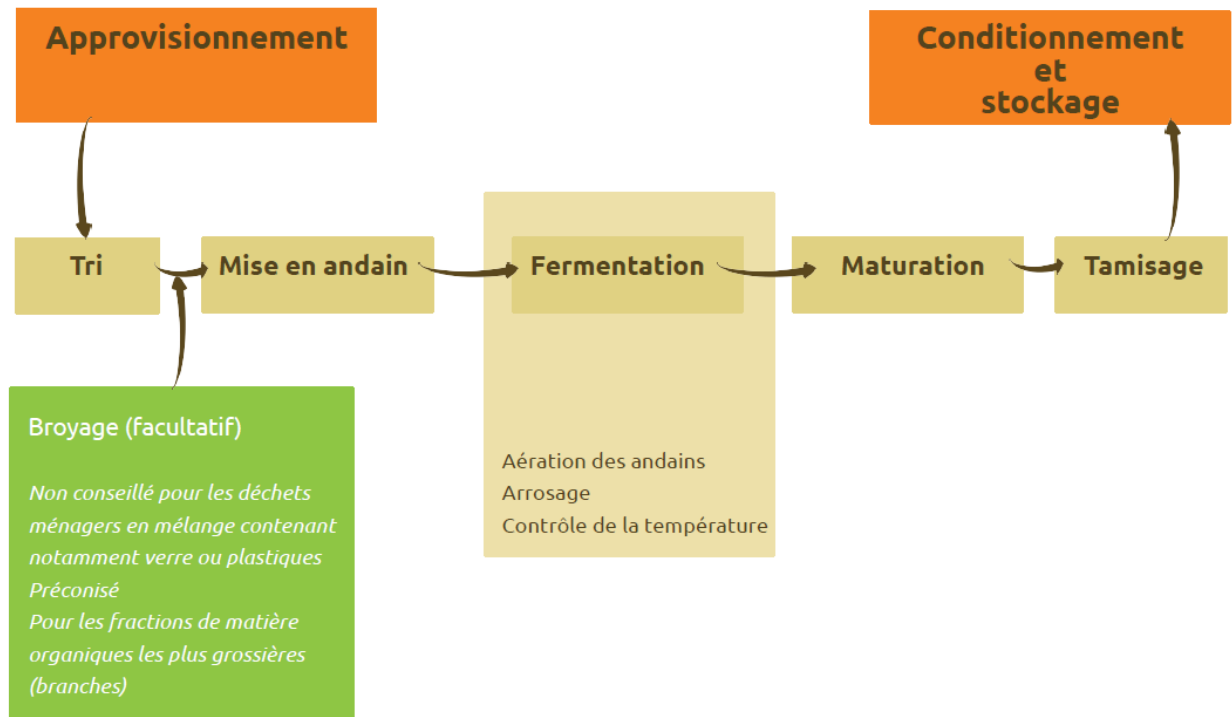 Approvisionnement
Conditionnement
et
stockage
Tri
Mise en andain
Fermentation
Maturation
Tamisage
Aération des andains
Arrosage
Contrôle de la température
Broyage (facultatif)
Non conseillé pour les déchets
ménagers en mélange contenant
notamment verre ou plastiques
Préconisé
Pour les fractions de matière
organiques les plus grossières
(branches)